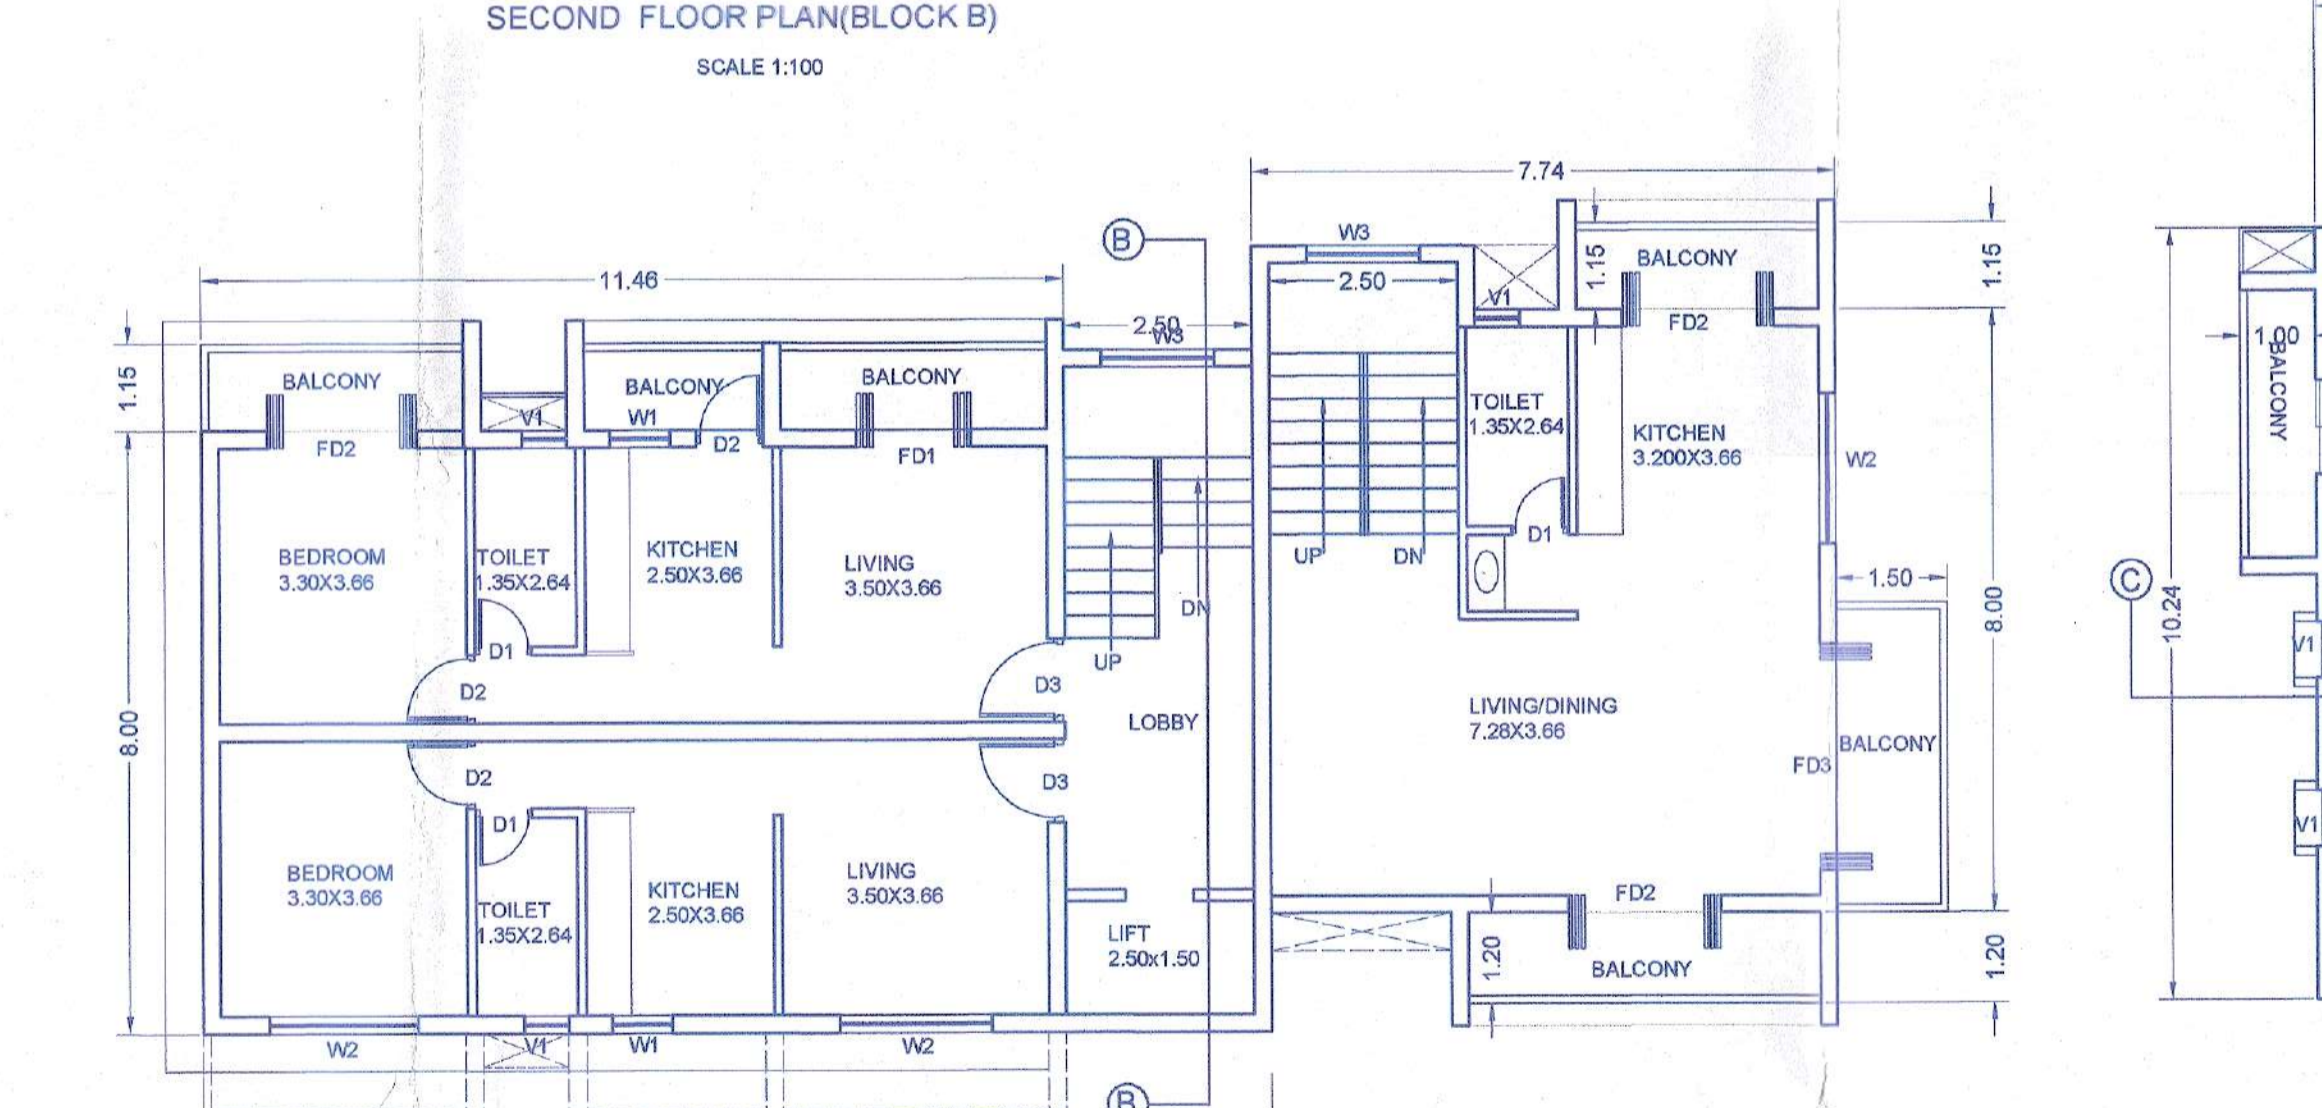 SECOND FLOOR PLAN(BLOCK B)
SCALE 1:100
7.74
B
W3
11.46
2.50
1.15
BALCONY
1.15
V1
FD2
2.50
W3
1.15
BALCONY
V1
FD2
BALCONY
W1
D2
BALCONY
FD1
TOILET
1.35X2.64
KITCHEN
3.200X3.66
W2
D1
1.00
BALCONY
BEDROOM
3.30X3.66
TOILET
1.35X2.64
KITCHEN
2.50X3.66
LIVING
3.50X3.66
UP
DN
DN
UP
1.50
C
8.00
10.24
V1
D1
D2
D3
8.00
LOBBY
LIVING/DINING
7.28X3.66
BALCONY
FD3
D2
D3
D1
V1
BEDROOM
3.30X3.66
TOILET
1.35X2.64
KITCHEN
2.50X3.66
LIVING
3.50X3.66
LIFT
2.50x1.50
FD2
1.20
BALCONY
1.20
W2
V1
W1
W2
B